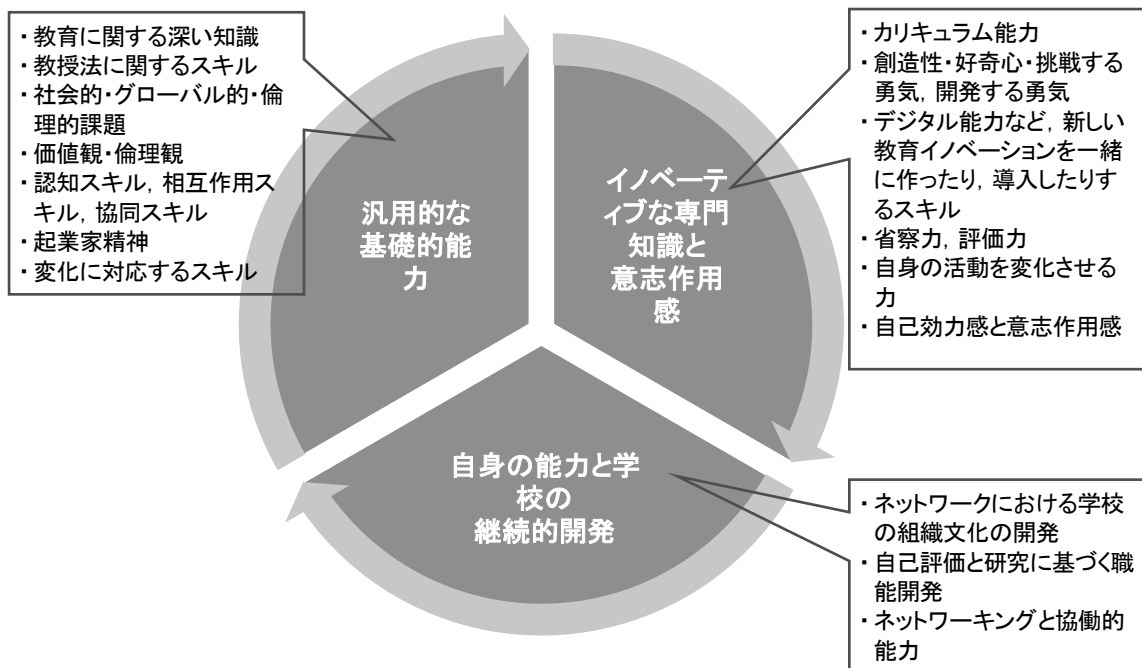 ・教育に関する深い知識
・教授法に関するスキル
・社会的・グローバル的・倫
理的課題
・価値観・倫理観
・認知スキル, 相互作用ス
キル, 協同スキル
・起業家精神
・変化に対応するスキル
汎用的な
基礎的能
力
イノベーテ
ィブな専門
知識と
意志作用
感
・カリキュラム能力
・創造性・好奇心・挑戦する
勇気, 開発する勇気
・デジタル能力など, 新しい
教育イノベーションを一緒
に作ったり, 導入したりす
るスキル
・省察力, 評価力
・自身の活動を変化させる
力
・自己効力感と意志作用感
自身の能力と学
校の
継続的開発
・ネットワークにおける学校
の組織文化の開発
・自己評価と研究に基づく職
能開発
・ネットワーキングと協働的
能力